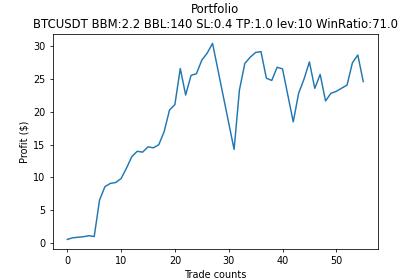 Portfolio
BTCUSDT BBM:2.2 BBL:140 SL:0.4 TP:1.0 lev:10 WinRatio:71.0
30
25
20
15
10
5
0
Profit ($)
0 10 20 30 40 50
Trade counts